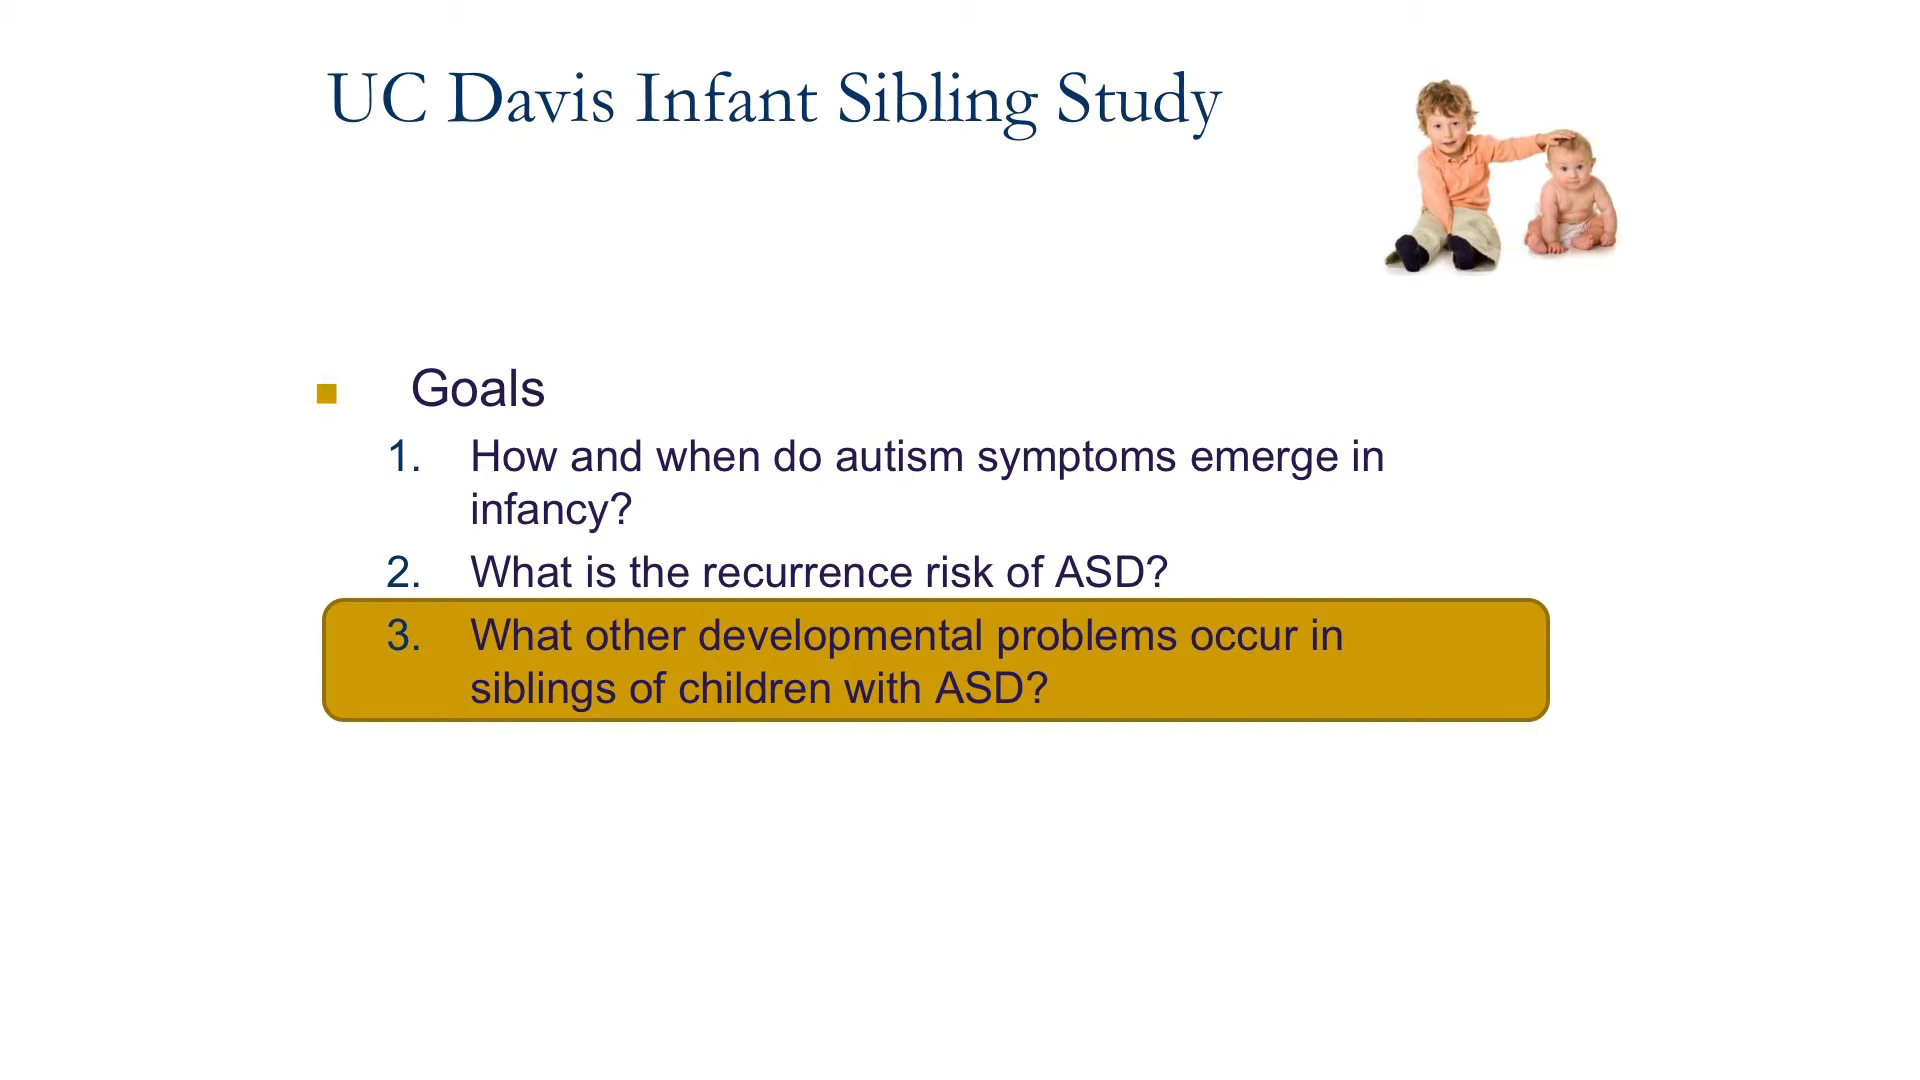 UC Davis Infant Sibling Study
Goals
1. How and when do autism symptoms emerge in
infancy?
2. What is the recurrence risk of ASD?
3. What other developmental problems occur in
siblings of children with ASD?